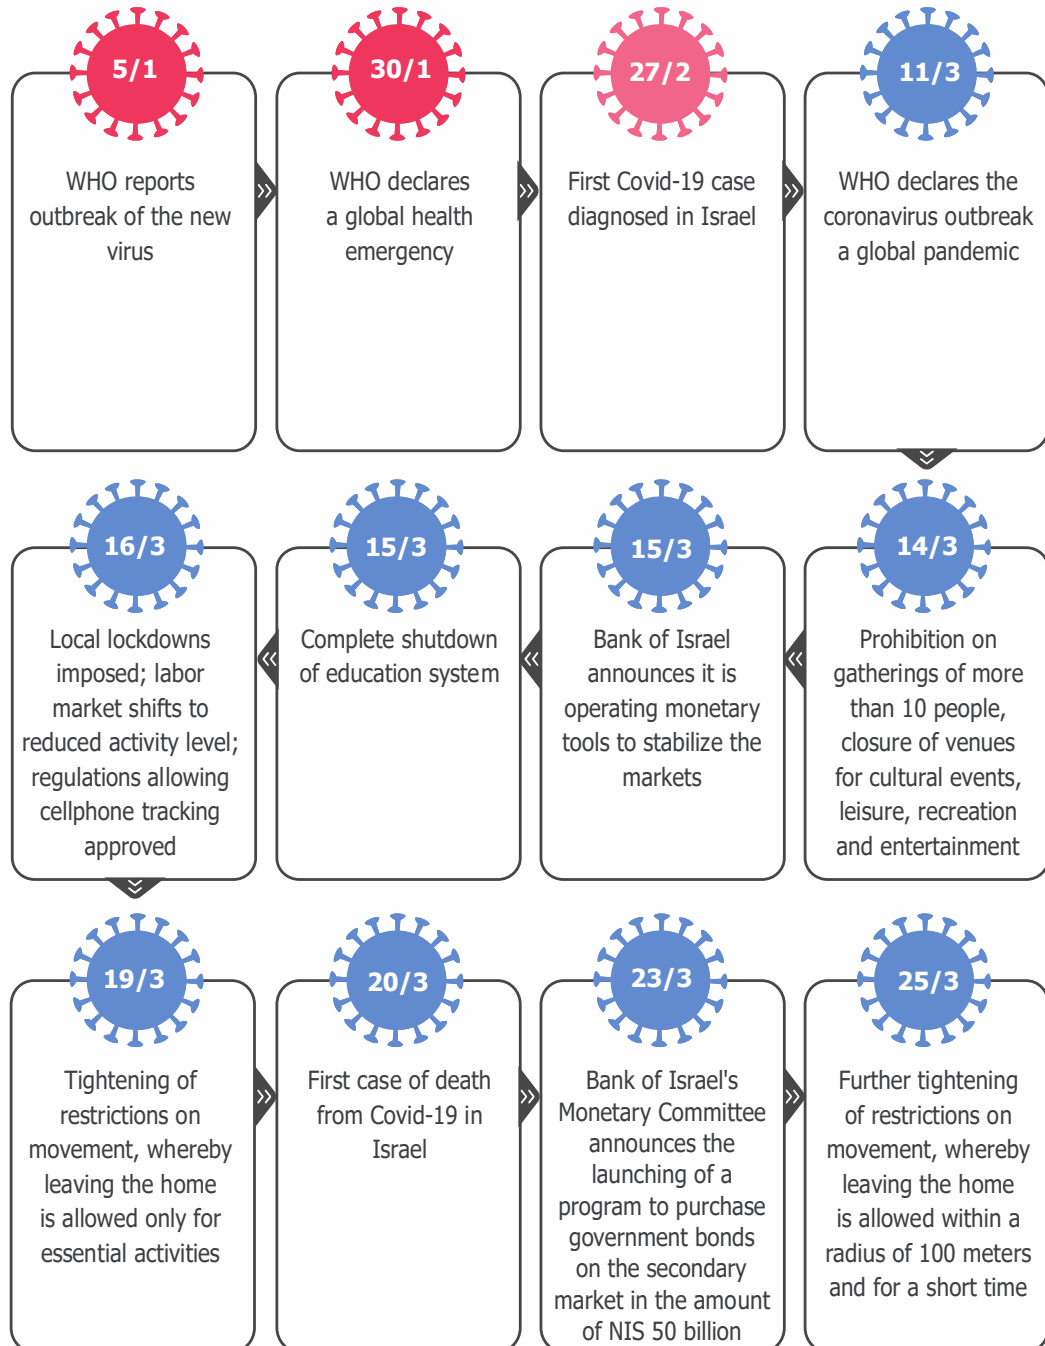 5/1
WHO reports
outbreak of the new
virus
30/1
WHO declares
a global health
emergency
27/2
First Covid-19 case
diagnosed in Israel
11/3
WHO declares the
coronavirus outbreak
a global pandemic
14/3
Prohibition on
gatherings of more
than 10 people,
closure of venues
for cultural events,
leisure, recreation
and entertainment
15/3
Bank of Israel
announces it is
operating monetary
tools to stabilize the
markets
15/3
Complete shutdown
of education system
16/3
Local lockdowns
imposed; labor
market shifts to
reduced activity level;
regulations allowing
cellphone tracking
approved
19/3
Tightening of
restrictions on
movement, whereby
leaving the home
is allowed only for
essential activities
20/3
First case of death
from Covid-19 in
Israel
23/3
Bank of Israel's
Monetary Committee
announces the
launching of a
program to purchase
government bonds
on the secondary
market in the amount
of NIS 50 billion
25/3
Further tightening
of restrictions on
movement, whereby
leaving the home
is allowed within a
radius of 100 meters
and for a short time